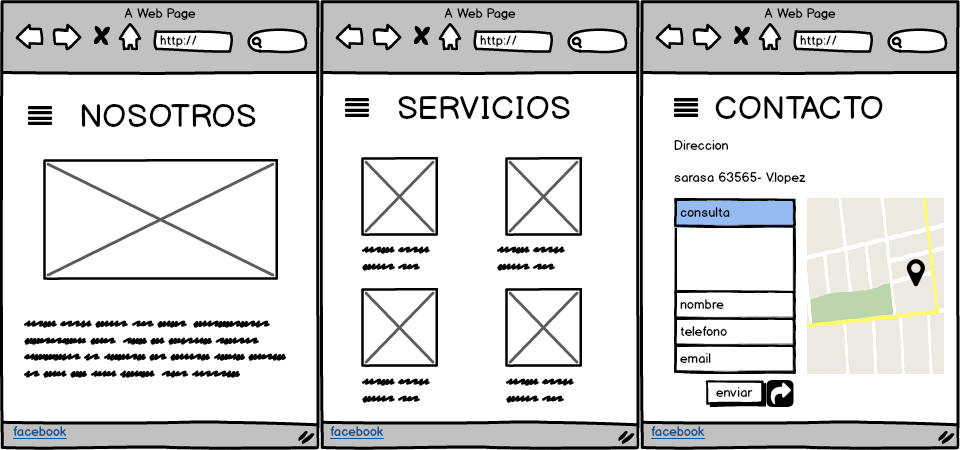 A Web Page
http://
NOSOTROS
facebook
A Web Page
http://
SERVICIOS
facebook
A Web Page
http://
CONTACTO
Direccion
sarasa 63565- V.lopez
consulta
nombre
telefono
email
enviar
facebook